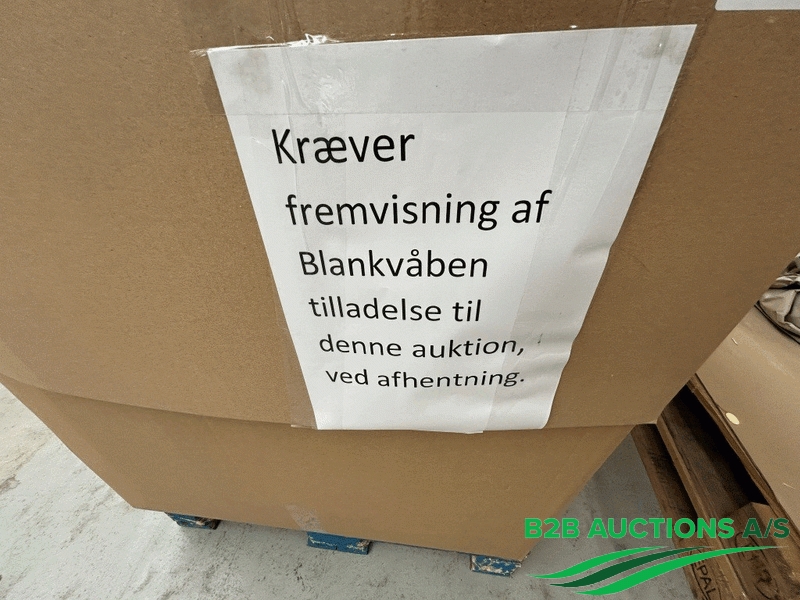 Kræver
fremvisning af
Blankvåben
tilladelse til
denne auktion,
ved afhentning.
B2B AUCTIONS A/S